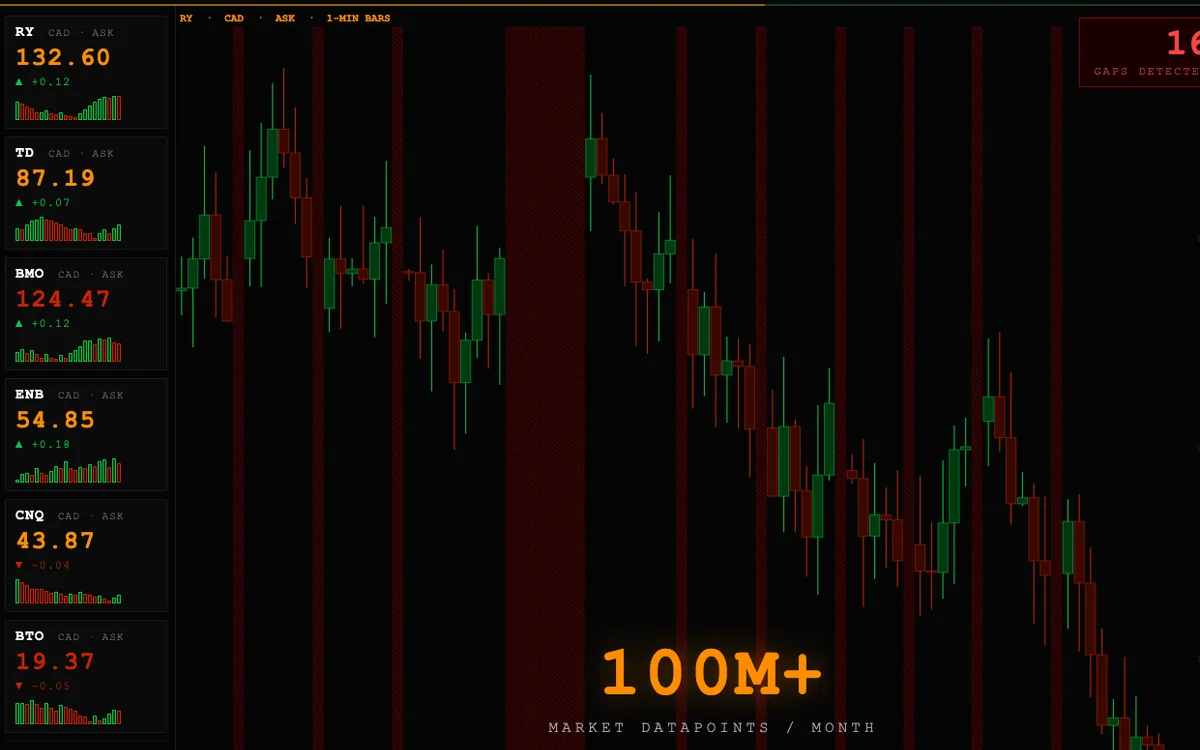 RY CAD · ASK
132.60
▲ +0.12
TD CAD · ASK
87.19
▲ +0.07
BMO CAD · ASK
124.47
▲ +0.12
ENB CAD · ASK
54.85
▲ +0.18
CNQ CAD · ASK
43.87
▼ -0.04
BTO CAD · ASK
19.37
▼ -0.05
RY · CAD · ASK · 1-MIN BARS
16
GAPS DETECTE
100M+
MARKET DATAPOINTS / MONTH